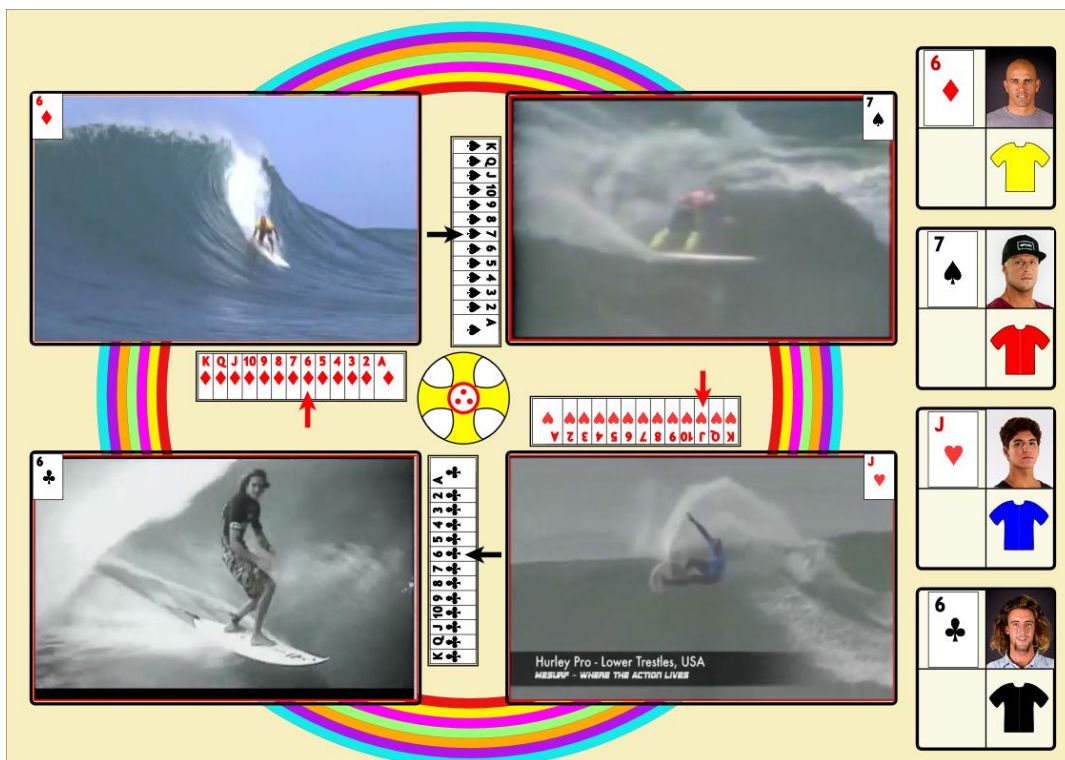 6
7
6
7
K Q J 10 9 8 7 6 5 4 3 2 A
K Q J 10 9 8 7 6 5 4 3 2 A
A 2 3 4 5 6 7 8 9 10 J Q K
J
6
J
A 2 3 4 5 6 7 8 9 10 J Q K
6
Hurley Pro - Lower Trestles, USA
MESURF - WHERE THE ACTION LIVES